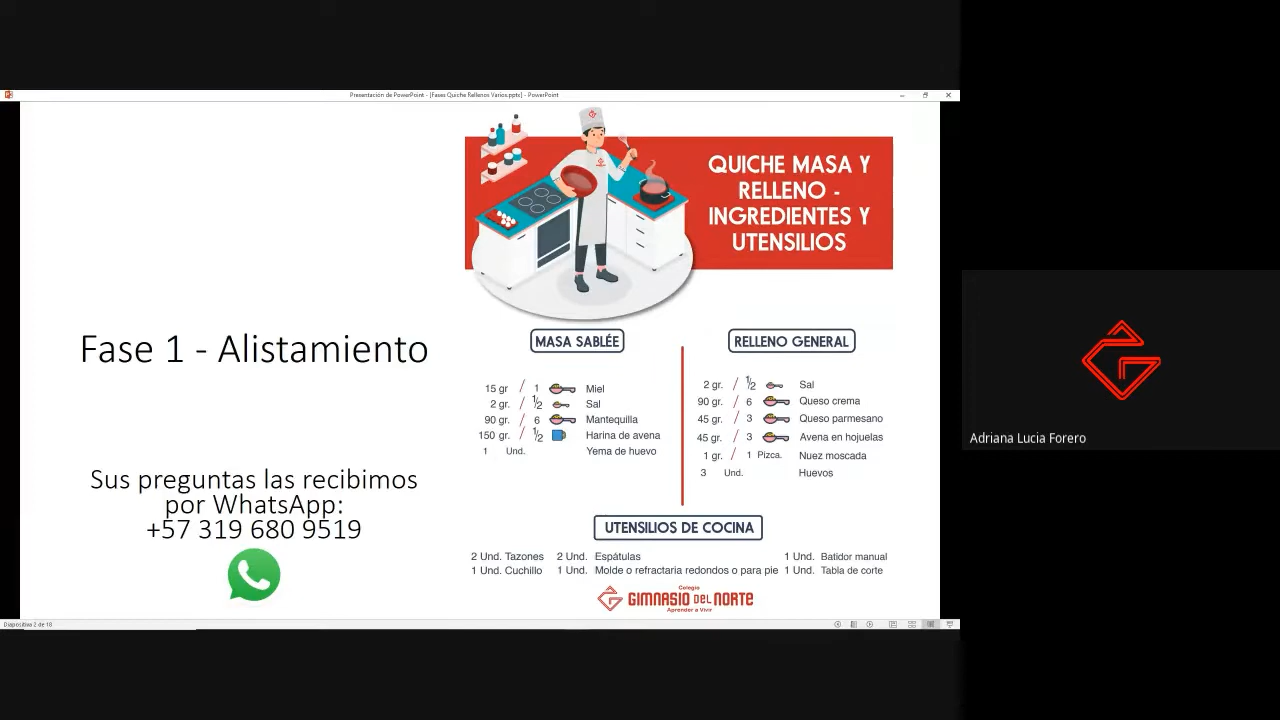 Presentación de PowerPoint - [Fases Quiche Rellenos Varios.pptx] - PowerPoint
QUICHE MASA Y
RELLENO -
INGREDIENTES Y
UTENSILIOS
Fase 1 - Alistamiento
Sus preguntas las recibimos
por WhatsApp:
+57 319 680 9519
MASA SABLÉE
15 gr / 1 Miel
2 gr. / 1/2 Sal
90 gr. / 6 Mantequilla
150 gr. / 1/2 Harina de avena
1 Und. Yema de huevo
RELLENO GENERAL
2 gr. / 1/2 Sal
90 gr. / 6 Queso crema
45 gr. / 3 Queso parmesano
45 gr. / 3 Avena en hojuelas
1 gr. / 1 Pizca. Nuez moscada
3 Und. Huevos
UTENSILIOS DE COCINA
2 Und. Tazones 2 Und. Espátulas 1 Und. Batidor manual
1 Und. Cuchillo 1 Und. Molde o refractaria redondos o para pie 1 Und. Tabla de corte
Colegio
GIMNASIO DEL NORTE
Aprender a Vivir
Diapositiva 2 de 18
Adriana Lucia Forero